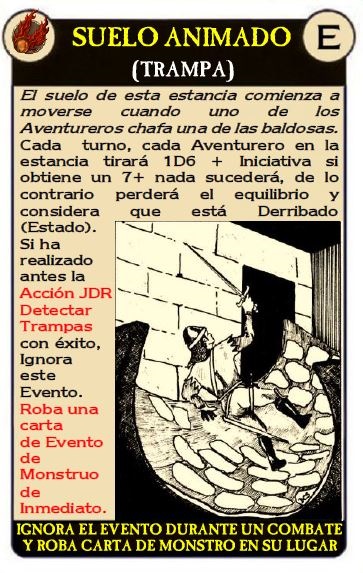 SUELO ANIMADO
E
(TRAMPA)
El suelo de esta estancia comienza a
moverse cuando uno de los
Aventureros chafa una de las baldosas.
Cada turno, cada Aventurero en la
estancia tirará 1D6 + Iniciativa si
obtiene un 7+ nada sucederá, de lo
contrario perderá el equilibrio y
considera que está Derribado
(Estado).
Si ha
realizado
antes la
Acción JDR
Detectar
Trampas
con éxito,
Ignora
este
Evento.
Roba una
carta
de Evento
de
Monstruo
de
Inmediato.
IGNORA EL EVENTO DURANTE UN COMBATE
Y ROBA CARTA DE MONSTRO EN SU LUGAR